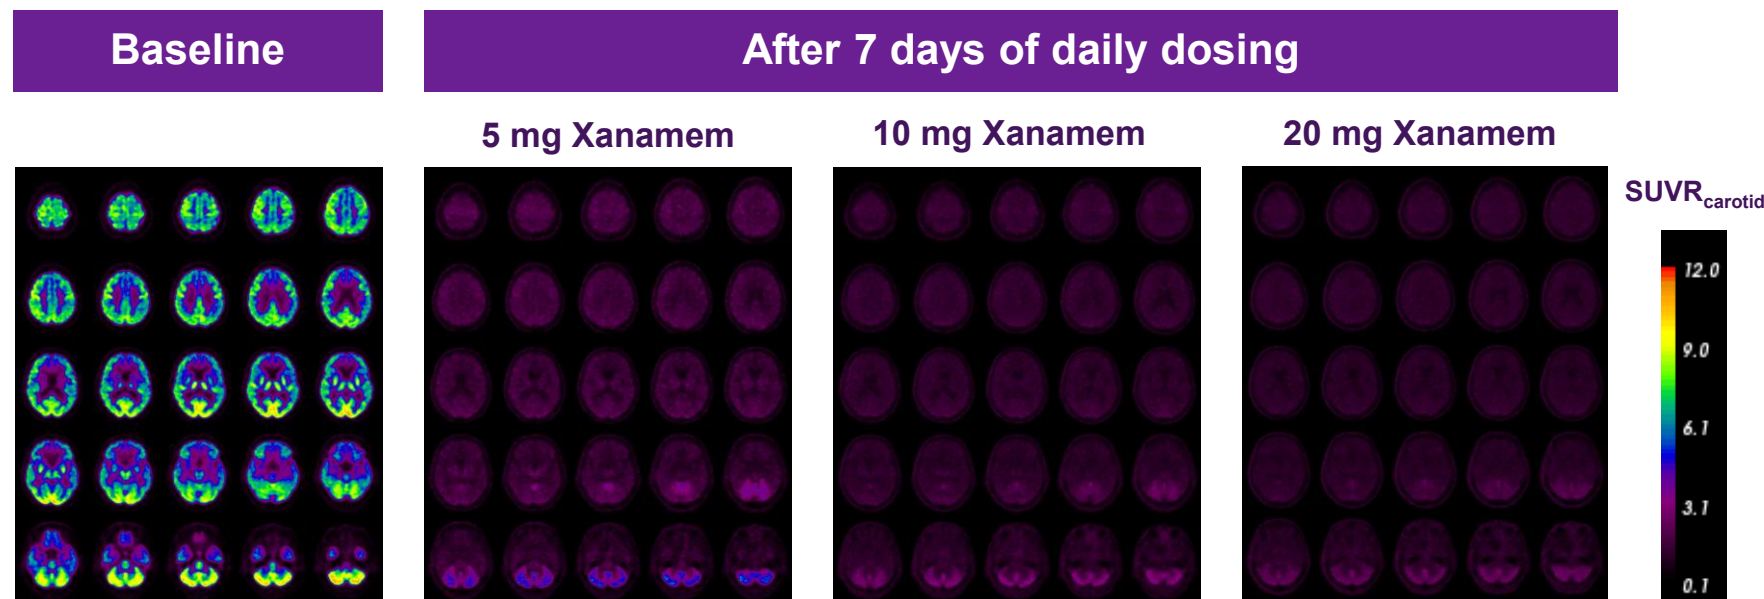 Baseline
After 7 days of daily dosing
5 mg Xanamem
10 mg Xanamem
20 mg Xanamem
SUVRcarotid
12.0
9.0
6.1
3.1
0.1